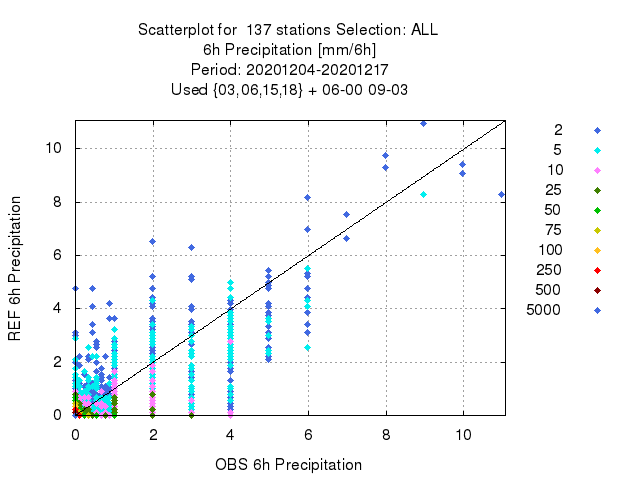 Scatterplot for 137 stations Selection: ALL
6h Precipitation [mm/6h]
Period: 20201204-20201217
Used {03,06,15,18} + 06-00 09-03
10
8
6
4
2
0
REF 6h Precipitation
0 2 4 6 8 10
OBS 6h Precipitation
2
5
10
25
50
75
100
250
500
5000